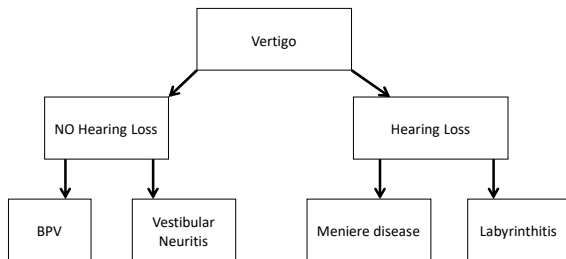 Vertigo
NO Hearing Loss
Hearing Loss
BPV
Vestibular
Neuritis
Meniere disease
Labyrinthitis